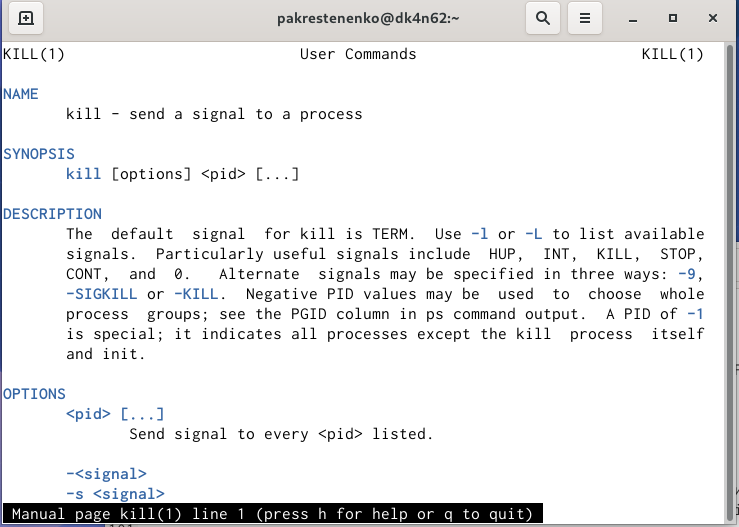 pakrestenenko@dk4n62:~
KILL(1) User Commands KILL(1)
NAME
kill - send a signal to a process
SYNOPSIS
kill [options] <pid> [...]
DESCRIPTION
The default signal for kill is TERM. Use -l or -L to list available
signals. Particularly useful signals include HUP, INT, KILL, STOP,
CONT, and 0. Alternate signals may be specified in three ways: -9,
-SIGKILL or -KILL. Negative PID values may be used to choose whole
process groups; see the PGID column in ps command output. A PID of -1
is special; it indicates all processes except the kill process itself
and init.
OPTIONS
<pid> [...]
Send signal to every <pid> listed.
-<signal>
-s <signal>
Manual page kill(1) line 1 (press h for help or q to quit)